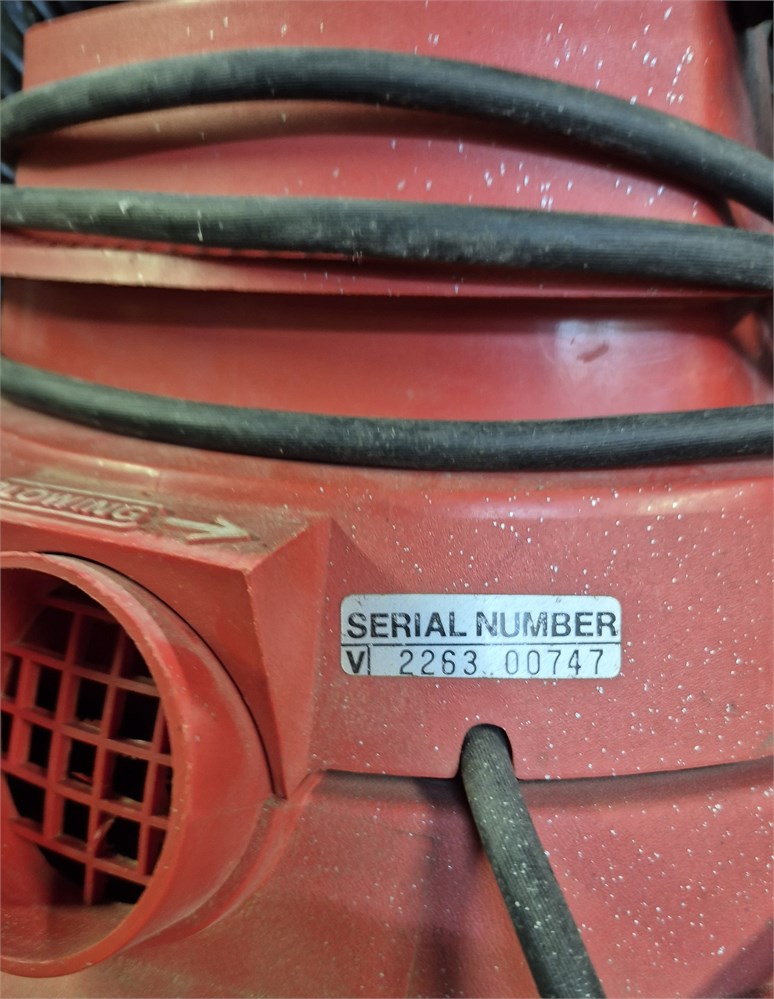 BLOWING
SERIAL NUMBER
V 2263 00747